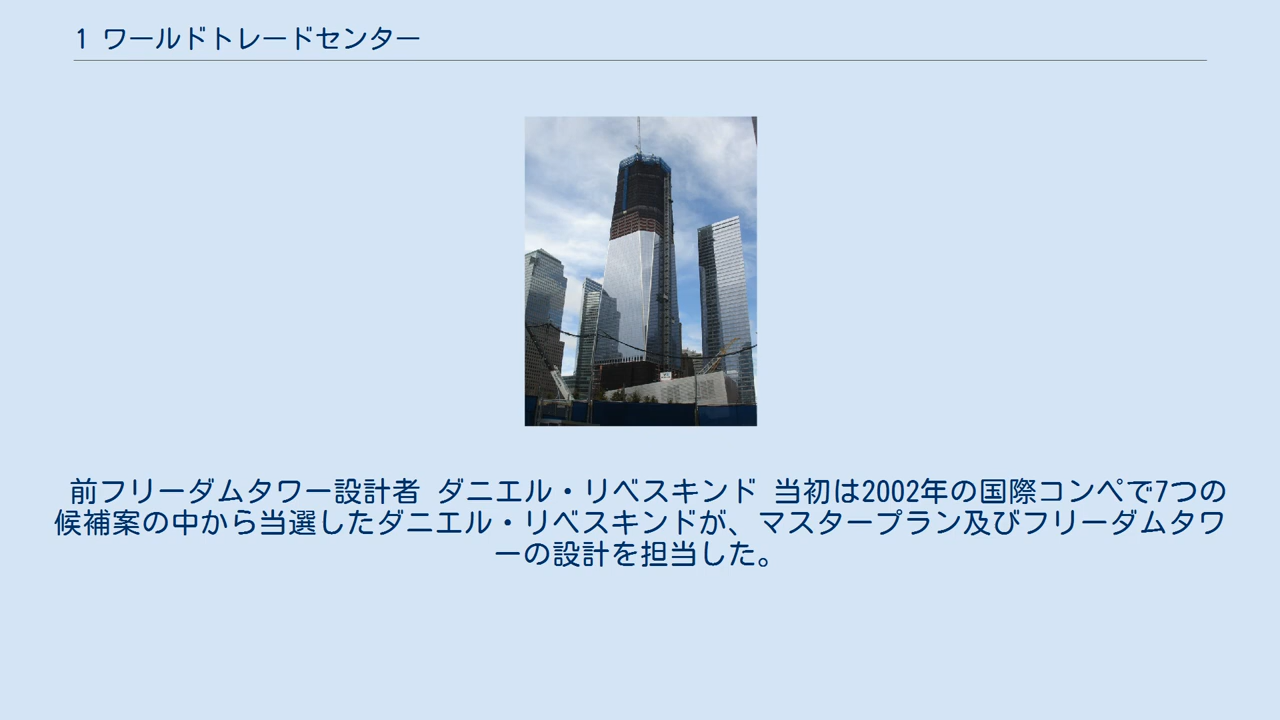 1 ワールドトレードセンター
前フリーダムタワー設計者 ダニエル・リベスキンド 当初は2002年の国際コンペで7つの
候補案の中から当選したダニエル・リベスキンドが、マスタープラン及びフリーダムタワ
ーの設計を担当した。